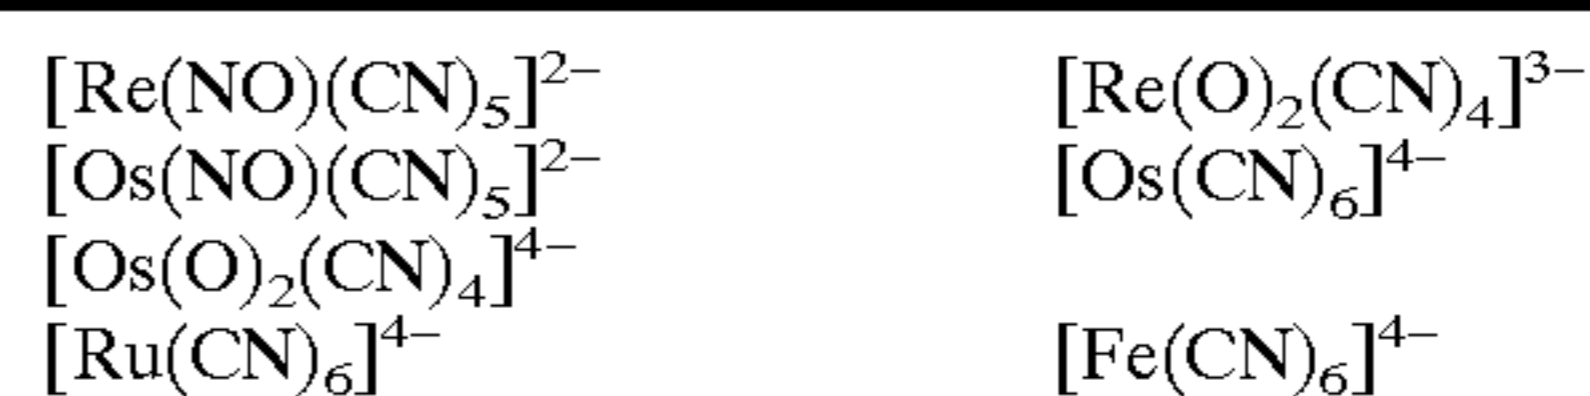 [Re(NO)(CN)₅]²⁻ [Re(O)₂(CN)₄]³⁻
[Os(NO)(CN)₅]²⁻ [Os(CN)₆]⁴⁻
[Os(O)₂(CN)₄]⁴⁻
[Ru(CN)₆]⁴⁻ [Fe(CN)₆]⁴⁻